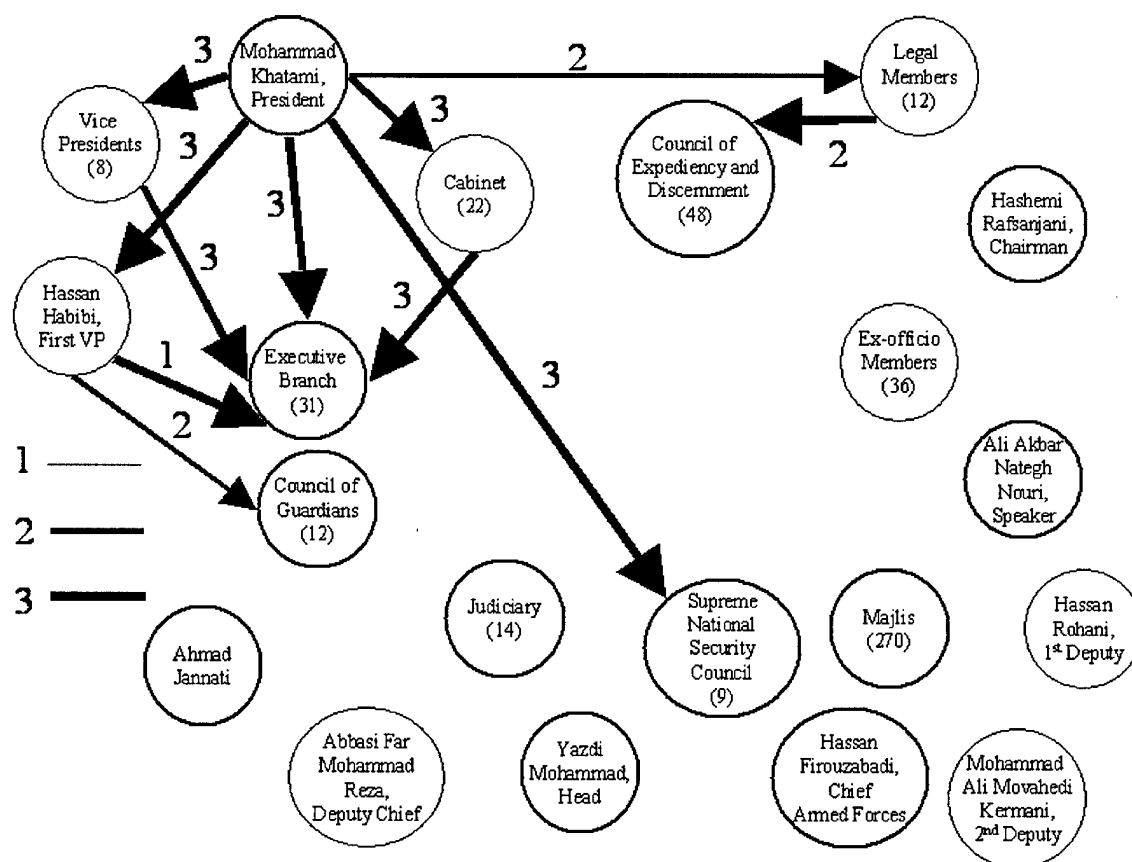 3
Mohammad
Khatami,
President
2
Legal
Members
(12)
Vice
Presidents
(8)
3
3
Cabinet
(22)
Council of
Expediency and
Discernment
(48)
2
3
Hashemi
Rafsanjani,
Chairman
3
3
Hassan
Habibi,
First VP
1
Executive
Branch
(31)
3
Ex-officio
Members
(36)
2
1
2
3
Council of
Guardians
(12)
Ali Akbar
Nategh
Nouri,
Speaker
Ahmad
Jannati
Judiciary
(14)
Supreme
National
Security
Council
(9)
Majlis
(270)
Hassan
Rohani,
1st Deputy
Abbasi Far
Mohammad
Reza,
Deputy Chief
Yazdi
Mohammad,
Head
Hassan
Firouzabadi,
Chief
Armed Forces
Mohammad
Ali Movahedi
Kermani,
2nd Deputy